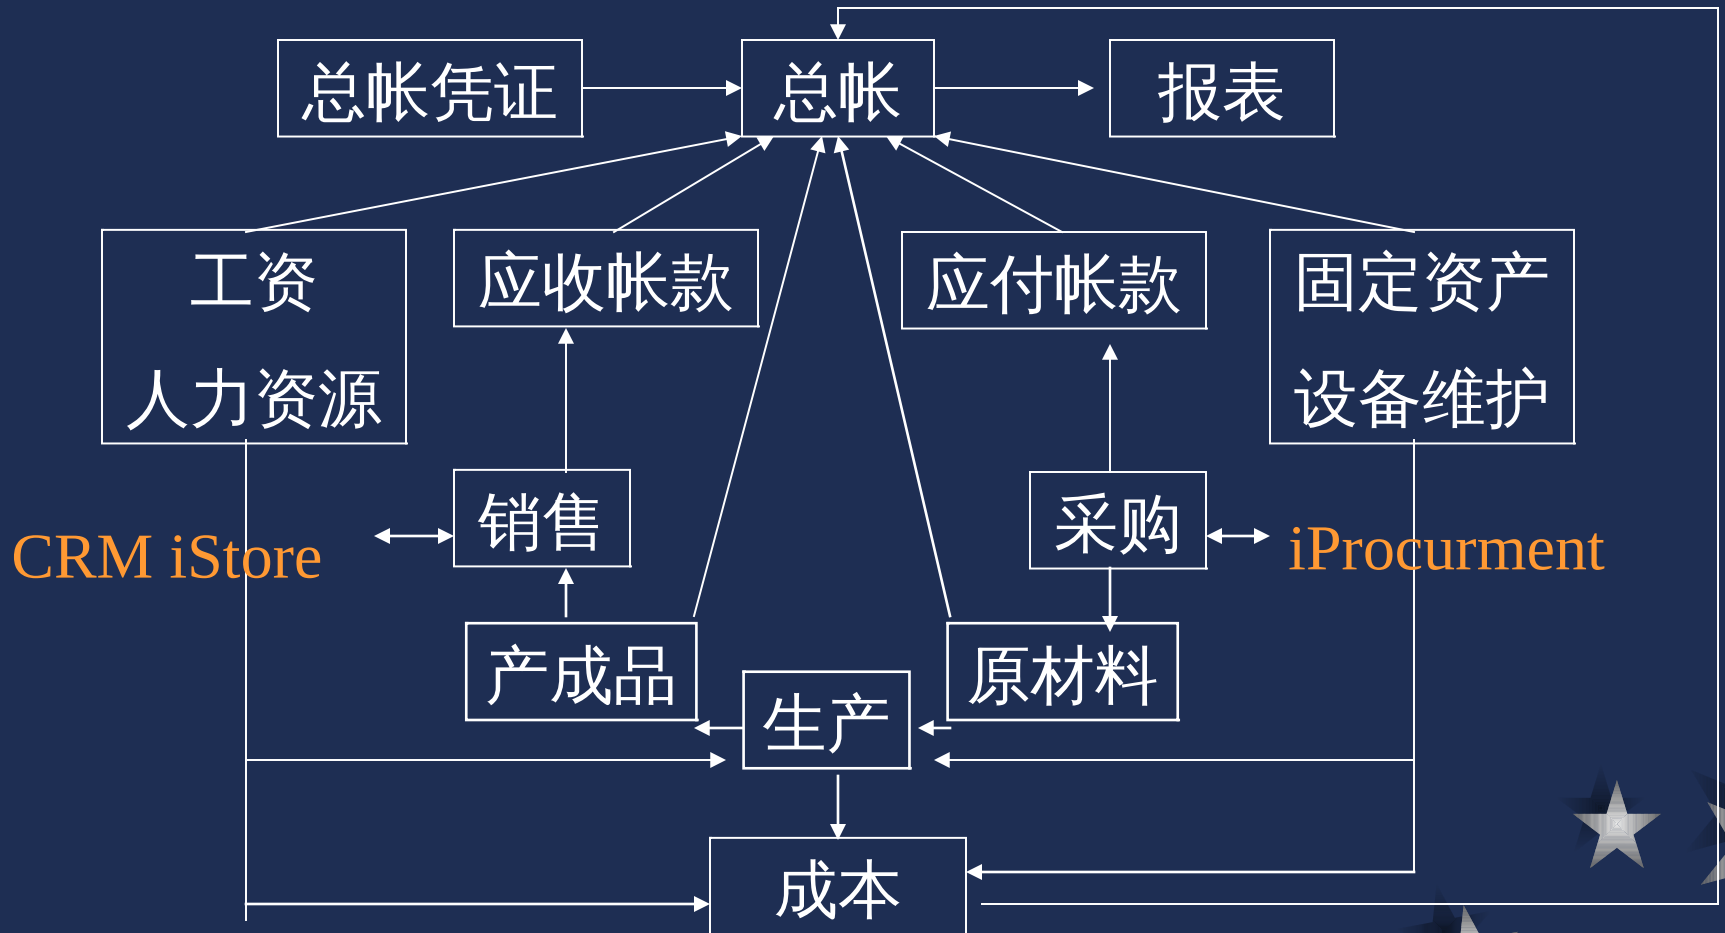 总帐凭证
总帐
报表
工资
人力资源
应收帐款
应付帐款
固定资产
设备维护
销售
采购
CRM iStore
iProcurment
产成品
原材料
生产
成本